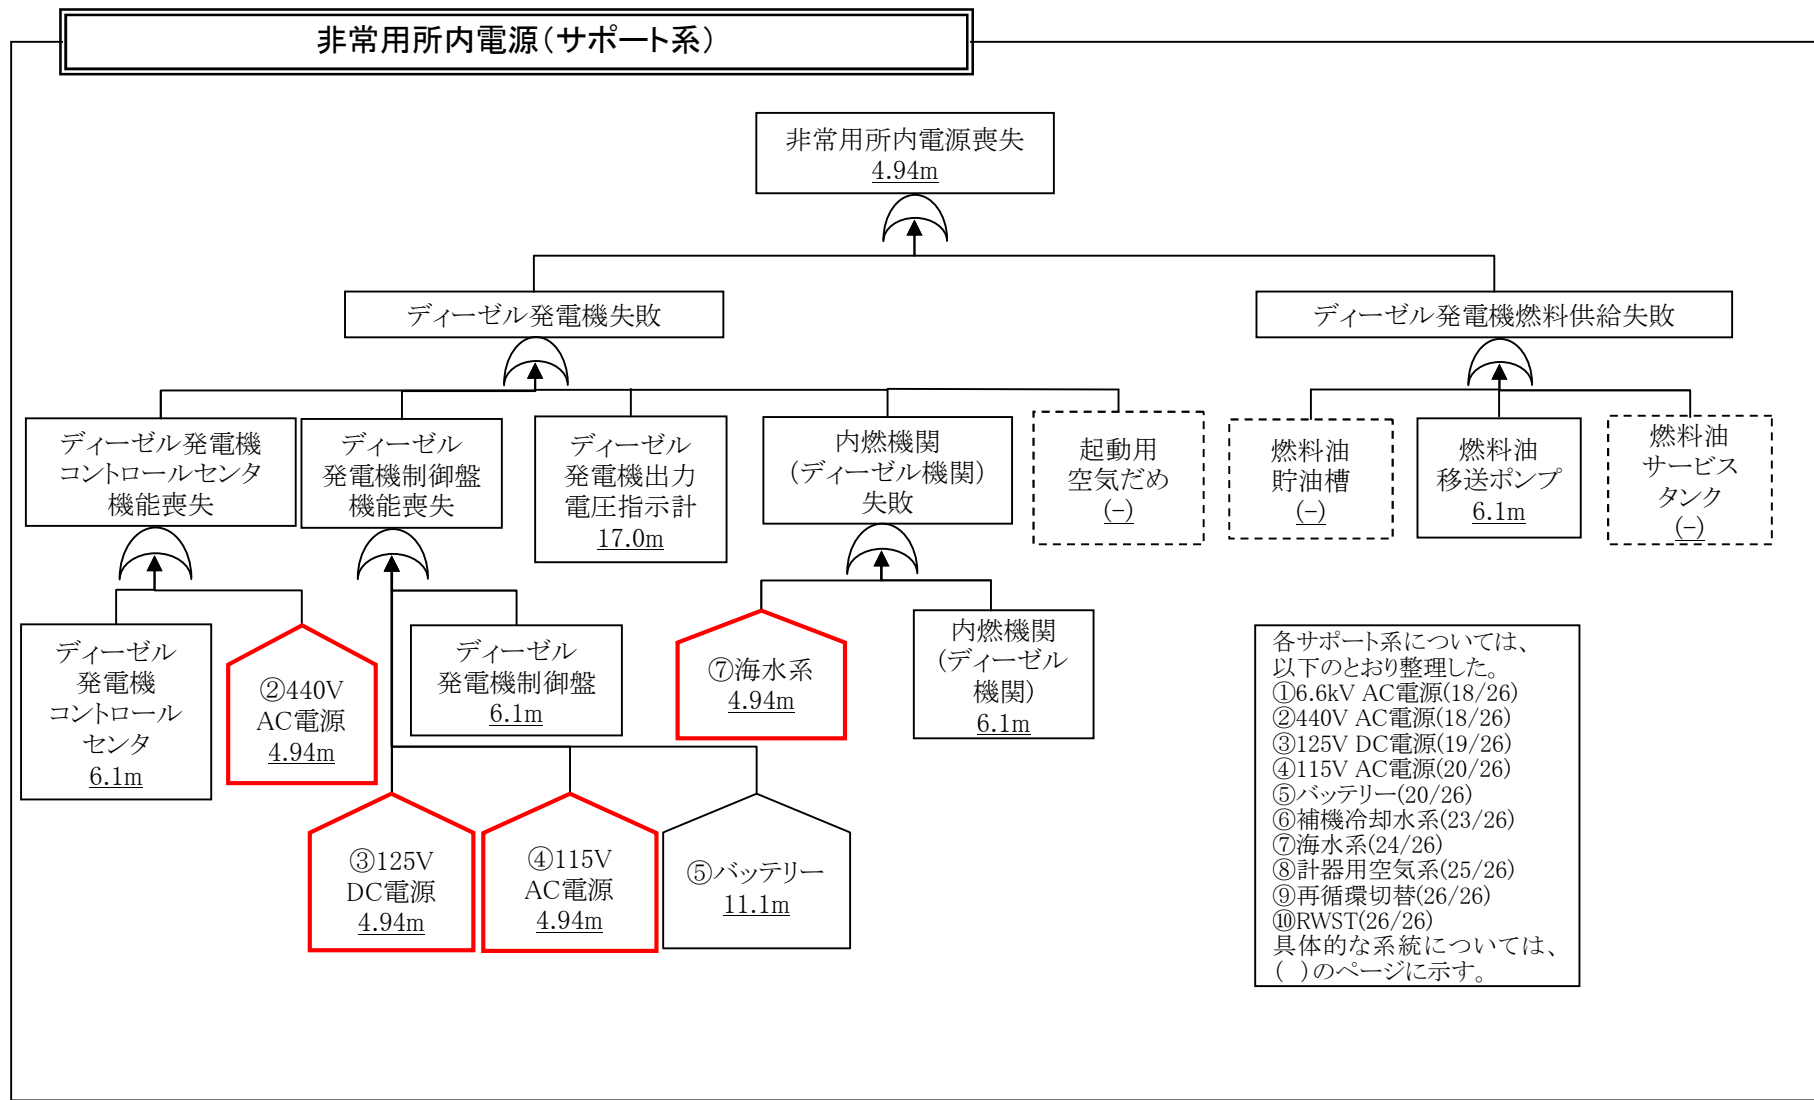 非常用所内電源(サポート系)
非常用所内電源喪失
4.94m
ディーゼル発電機失敗
ディーゼル発電機燃料供給失敗
ディーゼル発電機
コントロールセンタ
機能喪失
ディーゼル
発電機制御盤
機能喪失
ディーゼル
発電機出力
電圧指示計
17.0m
内燃機関
(ディーゼル機関)
失敗
起動用
空気だめ
(-)
燃料油
貯油槽
(-)
燃料油
移送ポンプ
6.1m
燃料油
サービス
タンク
(-)
ディーゼル
発電機
コントロール
センタ
6.1m
②440V
AC電源
4.94m
ディーゼル
発電機制御盤
6.1m
⑦海水系
4.94m
内燃機関
(ディーゼル
機関)
6.1m
③125V
DC電源
4.94m
④115V
AC電源
4.94m
⑤バッテリー
11.1m
各サポート系については、
以下のとおり整理した。
①6.6kV AC電源(18/26)
②440V AC電源(18/26)
③125V DC電源(19/26)
④115V AC電源(20/26)
⑤バッテリー(20/26)
⑥補機冷却水系(23/26)
⑦海水系(24/26)
⑧計器用空気系(25/26)
⑨再循環切替(26/26)
⑩RWST(26/26)
具体的な系統については、
( )のページに示す。